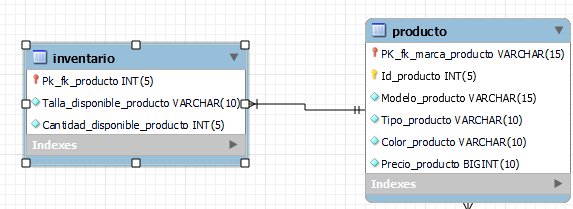 inventario
Pk_fk_producto INT(5)
Talla_disponible_producto VARCHAR(10)
Cantidad_disponible_producto INT(5)
Indexes
producto
PK_fk_marca_producto VARCHAR(15)
Id_producto INT(5)
Modelo_producto VARCHAR(15)
Tipo_producto VARCHAR(10)
Color_producto VARCHAR(10)
Precio_producto BIGINT(10)
Indexes